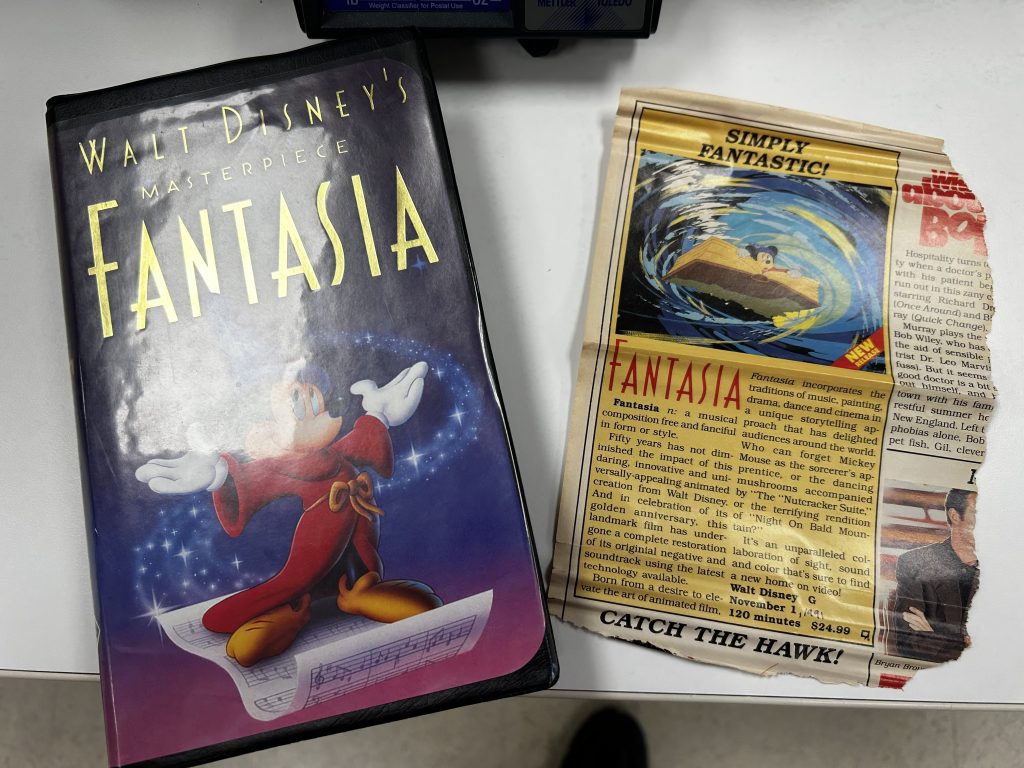 Weight Classifier for Postal Use
METTLER TOLEDO
WALT DISNEY'S
MASTERPIECE
FANTASIA
SIMPLY
FANTASTIC!
NEW
RELEASE
FANTASIA
Fantasia n: a musical
composition free and fanciful
in form or style.
Fifty years has not dim-
inished the impact of this
daring, innovative and uni-
versally-appealing animated
creation from Walt Disney.
And in celebration of its
golden anniversary, this
landmark film has under-
gone a complete restoration
of its originial negative and
soundtrack using the latest
technology available.
Born from a desire to ele-
vate the art of animated film,
Fantasia incorporates the
traditions of music, painting,
drama, dance and cinema in
a unique storytelling ap-
proach that has delighted
audiences around the world.
Who can forget Mickey
Mouse as the sorcerer's ap-
prentice, or the dancing
mushrooms accompanied
by "The "Nutcracker Suite,"
or the terrifying rendition
of "Night On Bald Moun-
tain?"
It's an unparalleled col-
laboration of sight, sound
and color that's sure to find
a new home on video!
Walt Disney G
November 1,
120 minutes $24.99
CATCH THE HAWK!
about
Bo
Hospitality turns
ty when a doctor's
with his patient
run out in this zany
starring Richard
(Once Around) and
ray (Quick Change).
Murray plays the
Bob Wiley, who has
the aid of sensible
trist Dr. Leo
fuss). But it seems
good doctor is a bit
out himself, and
town with his
restful summer
New England. Left
phobias alone, Bob
pet fish, Gil, clever
Bryan